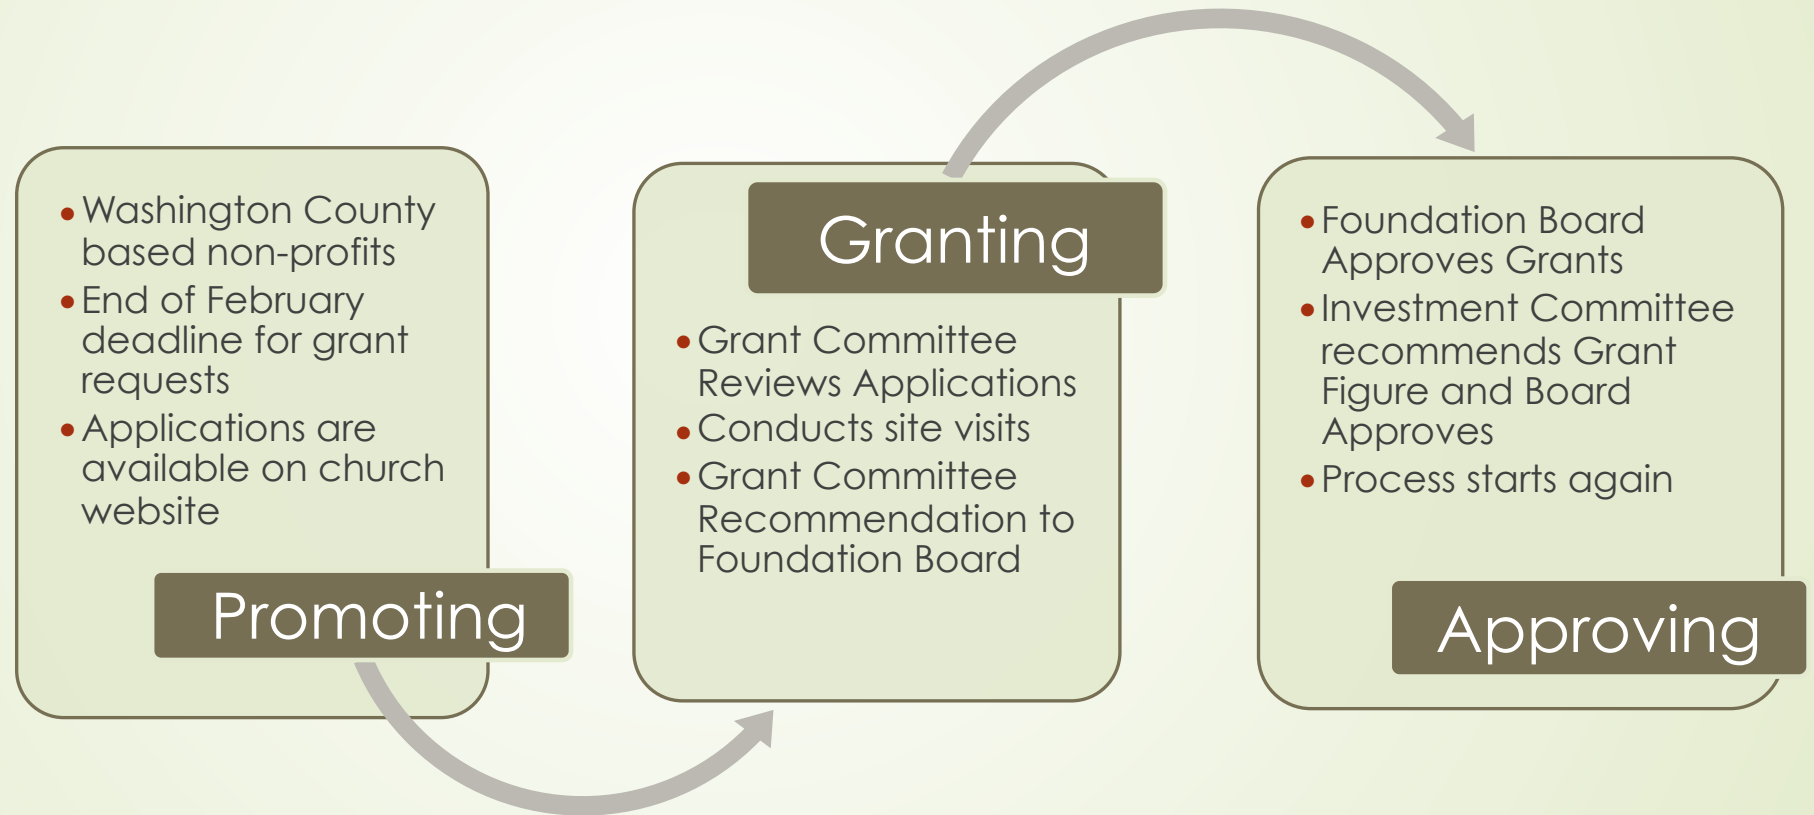 • Washington County
based non-profits
• End of February
deadline for grant
requests
• Applications are
available on church
website
Promoting
Granting
• Grant Committee
Reviews Applications
• Conducts site visits
• Grant Committee
Recommendation to
Foundation Board
• Foundation Board
Approves Grants
• Investment Committee
recommends Grant
Figure and Board
Approves
• Process starts again
Approving